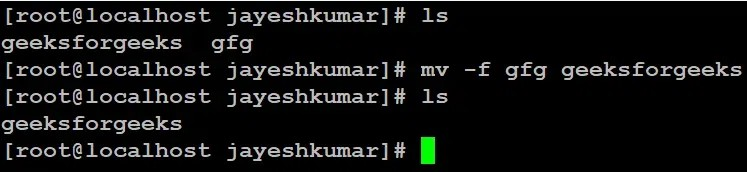 [root@localhost jayeshkumar]# ls
geeksforgeeks  gfg
[root@localhost jayeshkumar]# mv -f gfg geeksforgeeks
[root@localhost jayeshkumar]# ls
geeksforgeeks
[root@localhost jayeshkumar]#